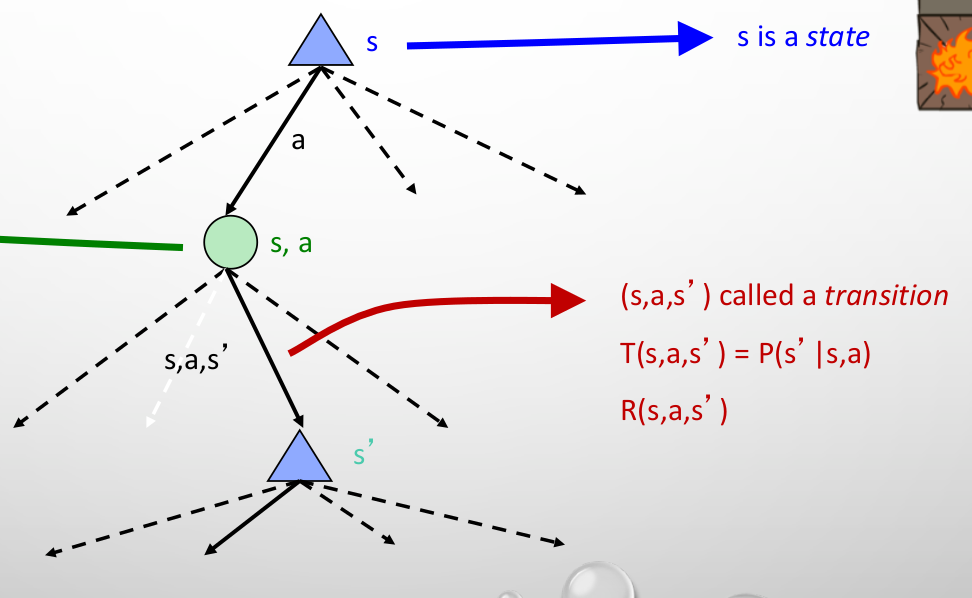 s
s is a state
a
s, a
(s,a,s’ ) called a transition
T(s,a,s’ ) = P(s’ |s,a)
s,a,s’
R(s,a,s’ )
s’